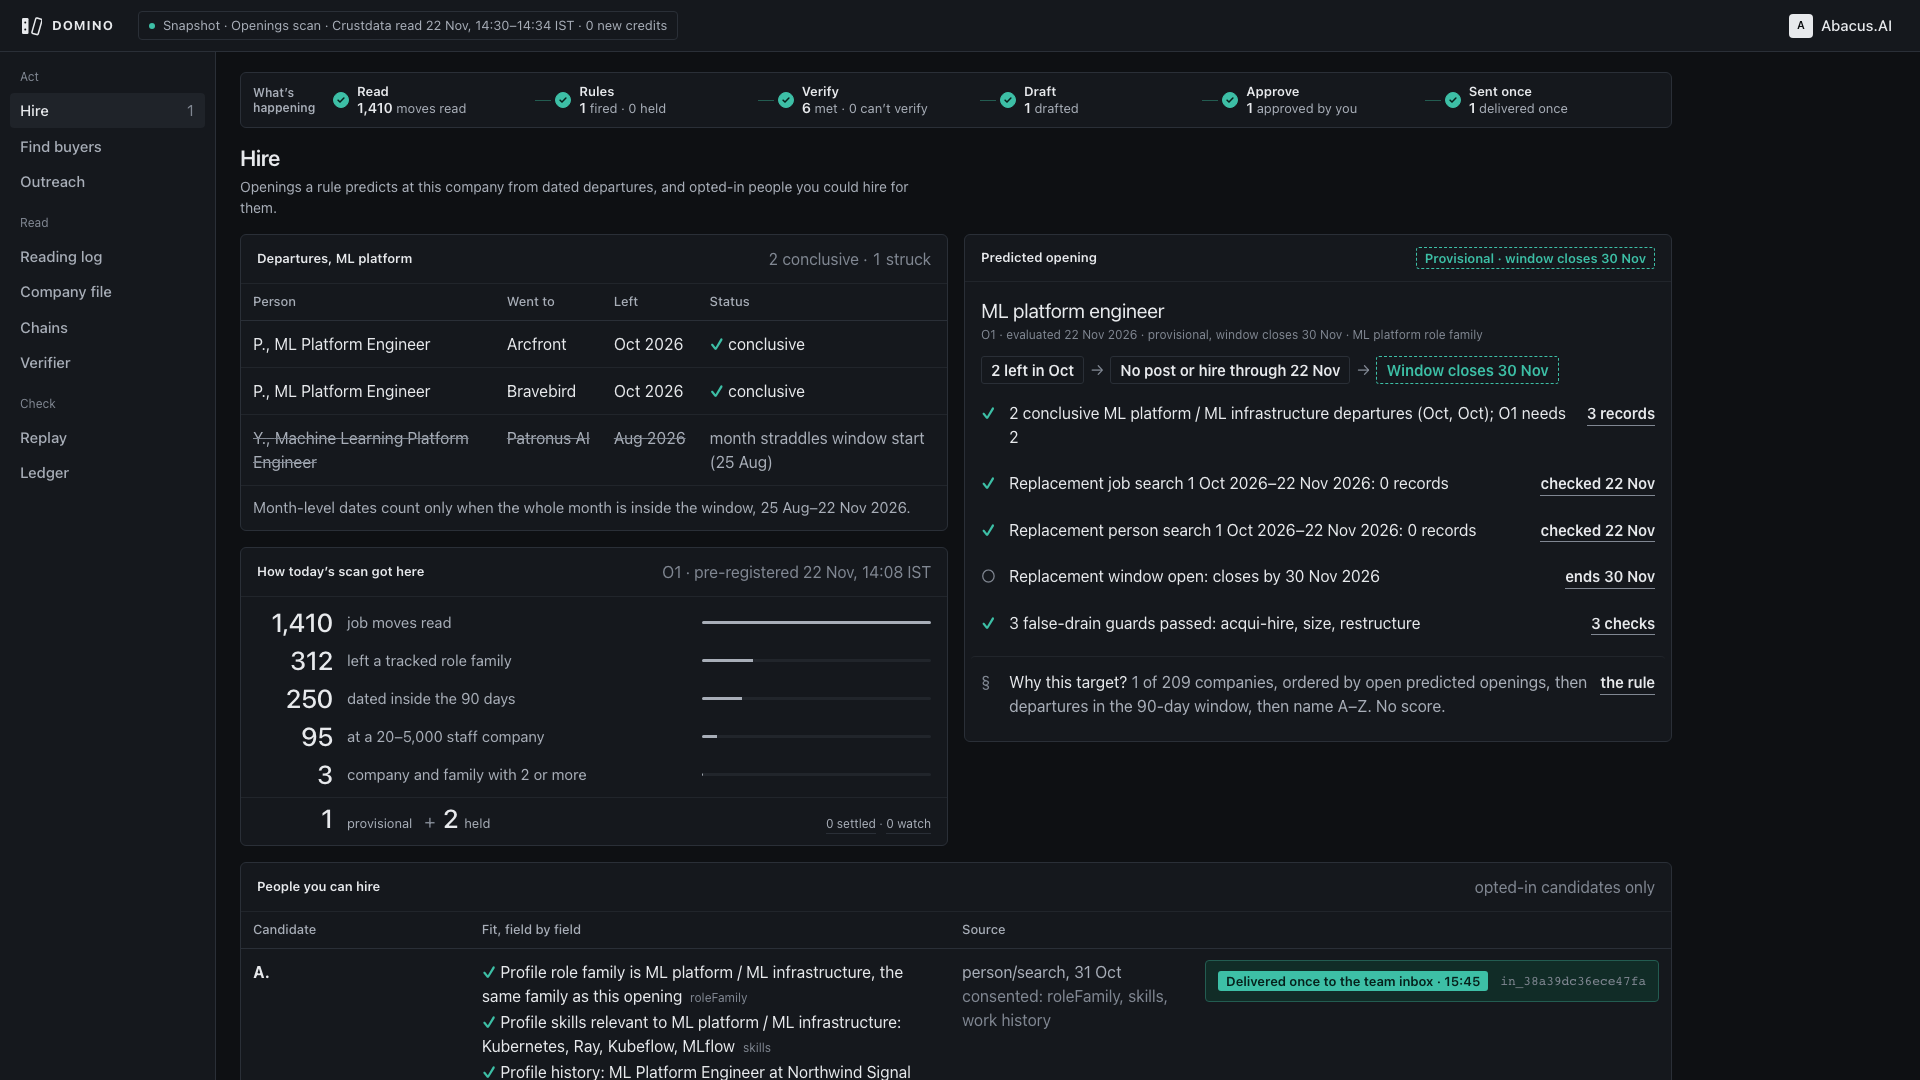 DOMINO
Snapshot · Openings scan · Crustdata read 22 Nov, 14:30–14:34 IST · 0 new credits
A
Abacus.AI
Act
Hire 1
Find buyers
Outreach
Read
Reading log
Company file
Chains
Verifier
Check
Replay
Ledger
What's
happening
Read
1,410 moves read
Rules
1 fired · 0 held
Verify
6 met · 0 can't verify
Draft
1 drafted
Approve
1 approved by you
Sent once
1 delivered once
Hire
Openings a rule predicts at this company from dated departures, and opted-in people you could hire for
them.
Departures, ML platform 2 conclusive · 1 struck
Person Went to Left Status
P., ML Platform Engineer Arcfront Oct 2026 ✓ conclusive
P., ML Platform Engineer Bravebird Oct 2026 ✓ conclusive
Y., Machine Learning Platform Patronus AI Aug 2026 month straddles window start
Engineer (25 Aug)
Month-level dates count only when the whole month is inside the window, 25 Aug–22 Nov 2026.
How today's scan got here O1 · pre-registered 22 Nov, 14:08 IST
1,410 job moves read
312 left a tracked role family
250 dated inside the 90 days
95 at a 20–5,000 staff company
3 company and family with 2 or more
1 provisional + 2 held 0 settled · 0 watch
Predicted opening Provisional · window closes 30 Nov
ML platform engineer
O1 · evaluated 22 Nov 2026 · provisional, window closes 30 Nov · ML platform role family
2 left in Oct → No post or hire through 22 Nov → Window closes 30 Nov
✓ 2 conclusive ML platform / ML infrastructure departures (Oct, Oct); O1 needs 3 records
2
✓ Replacement job search 1 Oct 2026–22 Nov 2026: 0 records checked 22 Nov
✓ Replacement person search 1 Oct 2026–22 Nov 2026: 0 records checked 22 Nov
Replacement window open: closes by 30 Nov 2026 ends 30 Nov
✓ 3 false-drain guards passed: acqui-hire, size, restructure 3 checks
§ Why this target? 1 of 209 companies, ordered by open predicted openings, then the rule
departures in the 90-day window, then name A–Z. No score.
People you can hire opted-in candidates only
Candidate Fit, field by field Source
A. ✓ Profile role family is ML platform / ML infrastructure, the person/search, 31 Oct Delivered once to the team inbox · 15:45 in_38a39dc36ece47fa
same family as this opening roleFamily consented: roleFamily, skills,
✓ Profile skills relevant to ML platform / ML infrastructure: work history
Kubernetes, Ray, Kubeflow, MLflow skills
✓ Profile history: ML Platform Engineer at Northwind Signal